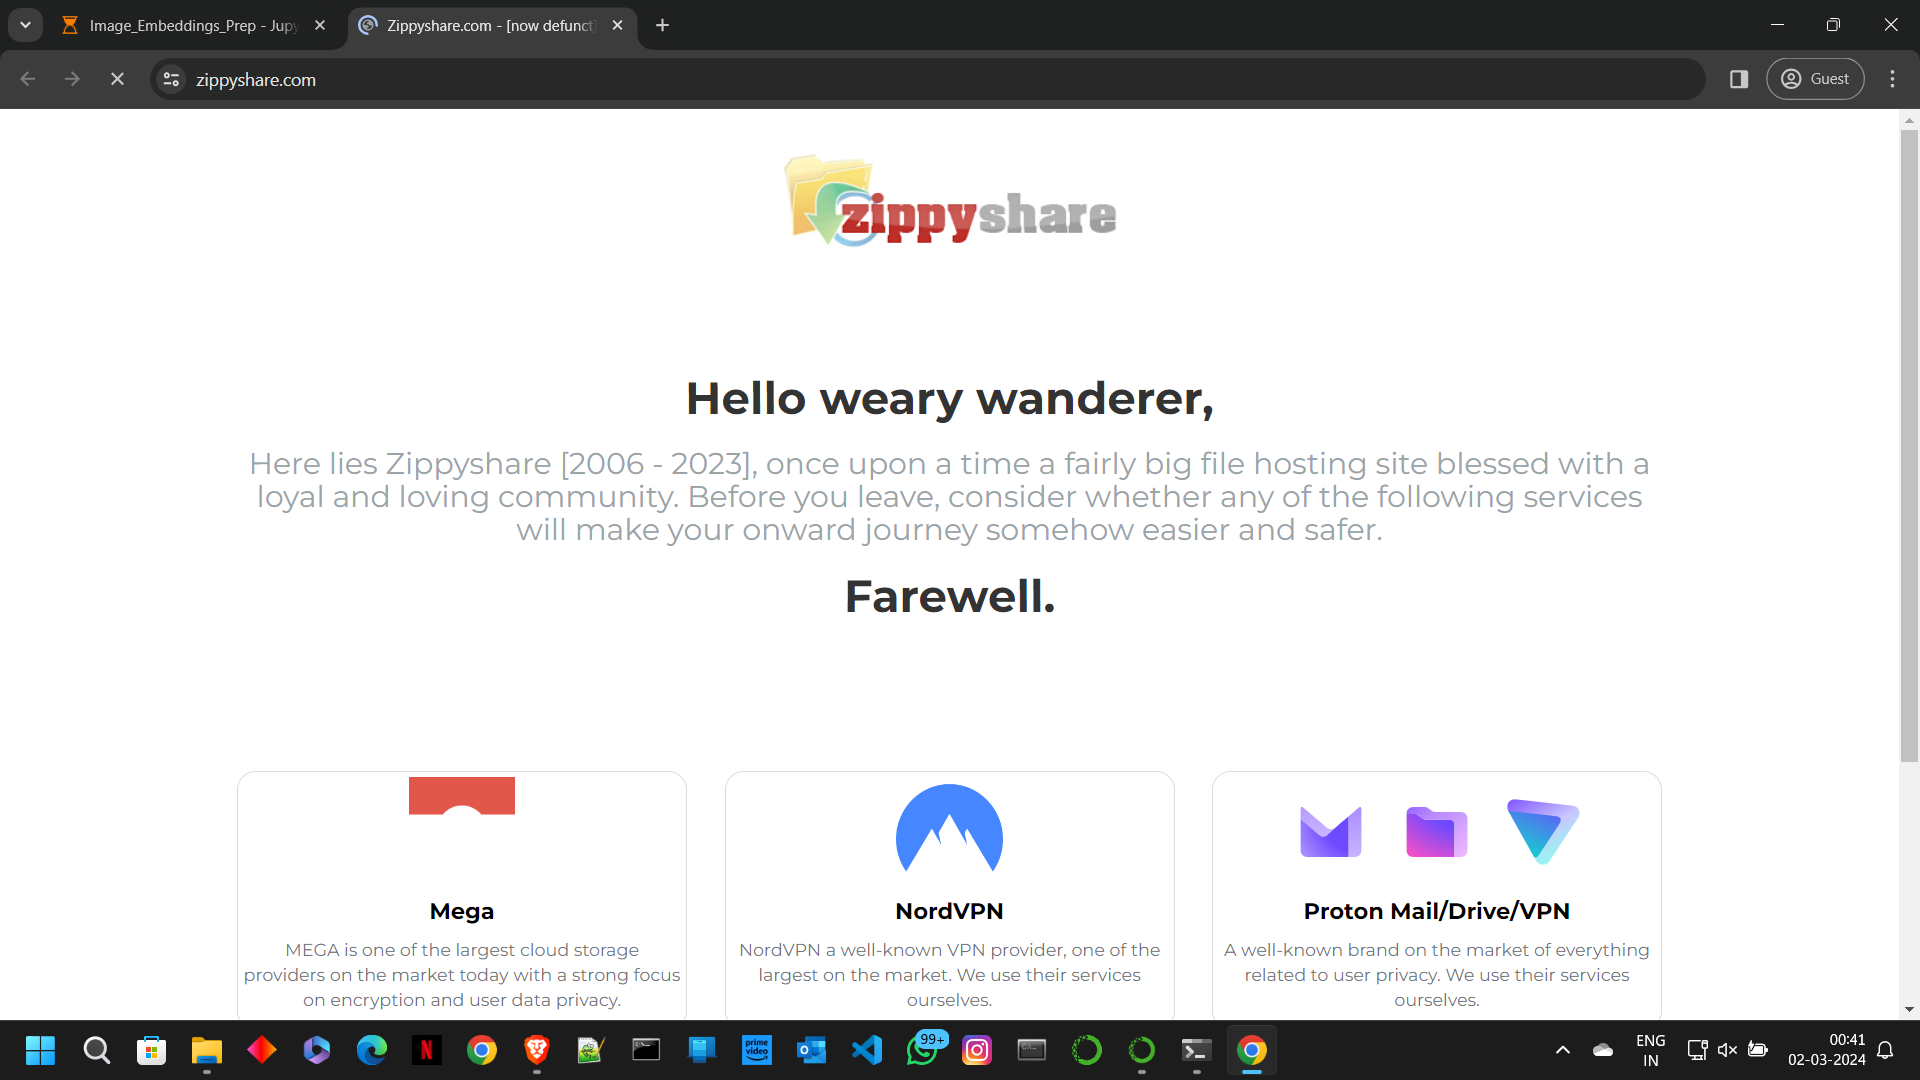 Image_Embeddings_Prep - Jupy
Zippyshare.com - [now defunct]
zippyshare.com
Guest
zippyshare
Hello weary wanderer,
Here lies Zippyshare [2006 - 2023], once upon a time a fairly big file hosting site blessed with a
loyal and loving community. Before you leave, consider whether any of the following services
will make your onward journey somehow easier and safer.
Farewell.
Mega
MEGA is one of the largest cloud storage
providers on the market today with a strong focus
on encryption and user data privacy.
NordVPN
NordVPN a well-known VPN provider, one of the
largest on the market. We use their services
ourselves.
Proton Mail/Drive/VPN
A well-known brand on the market of everything
related to user privacy. We use their services
ourselves.
prime
video
99+
ENG
IN
00:41
02-03-2024